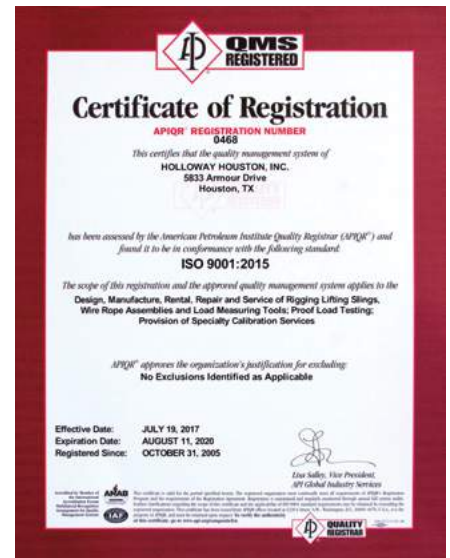 QMS
REGISTERED
Certificate of Registration
APIQR® REGISTRATION NUMBER
0468
This certifies that the quality management system of
HOLLOWAY HOUSTON, INC.
5833 Armour Drive
Houston, TX
has been assessed by the American Petroleum Institute Quality Registrar (APIQR®) and
found it to be in conformance with the following standard:
ISO 9001:2015
The scope of this registration and the approved quality management system applies to the
Design, Manufacture, Rental, Repair and Service of Rigging Lifting Slings,
Wire Rope Assemblies and Load Measuring Tools; Proof Load Testing;
Provision of Specialty Calibration Services
APIQR® approves the organization's justification for excluding:
No Exclusions Identified as Applicable
Effective Date: JULY 19, 2017
Expiration Date: AUGUST 11, 2020
Registered Since: OCTOBER 31, 2005
Lisa Salley, Vice President,
API Global Industry Services
ANAB
IAF
QUALITY
REGISTRAR